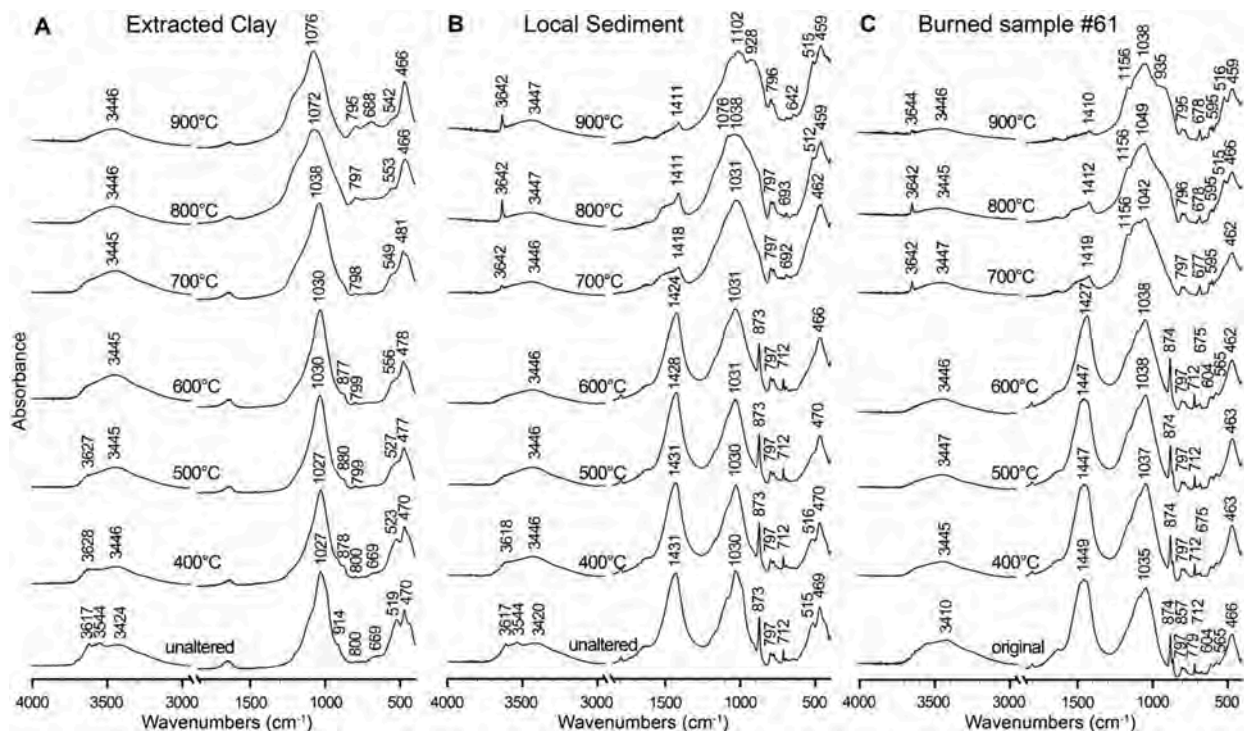 A Extracted Clay
3446 900°C 1076 795 688 542 466
3446 800°C 1072 797 553 466
3445 700°C 1038 798 549 481
3445 600°C 1030 877 799 556 478
3627 3445 500°C 1030 880 799 527 477
3628 3446 400°C 1027 878 800 669 523 470
3617 3544 3424 unaltered 1027 914 800 669 519 470
Absorbance
4000 3500 3000 1500 1000 500
Wavenumbers (cm⁻¹)
B Local Sediment
3642 3447 900°C 1411 1102 928 796 642 515 459
3642 3447 800°C 1411 1076 1038 797 693 512 459
3642 3446 700°C 1418 1031 797 692 462
3446 600°C 1424 1031 873 797 712 466
3446 500°C 1428 1031 873 797 712 470
3618 3446 400°C 1431 1030 873 797 712 516 470
3617 3544 3420 unaltered 1431 1030 873 797 712 515 469
4000 3500 3000 1500 1000 500
Wavenumbers (cm⁻¹)
C Burned sample #61
3644 3446 900°C 1410 1156 1038 935 795 678 595 516 459
3642 3445 800°C 1412 1156 1049 796 678 595 515 466
3642 3447 700°C 1419 1156 1042 797 677 595 462
3446 600°C 1427 1038 874 797 712 675 604 565 462
3447 500°C 1447 1038 874 797 712 463
3445 400°C 1447 1037 874 797 712 675 463
3410 original 1449 1035 874 797 857 779 712 604 565 466
4000 3500 3000 1500 1000 500
Wavenumbers (cm⁻¹)